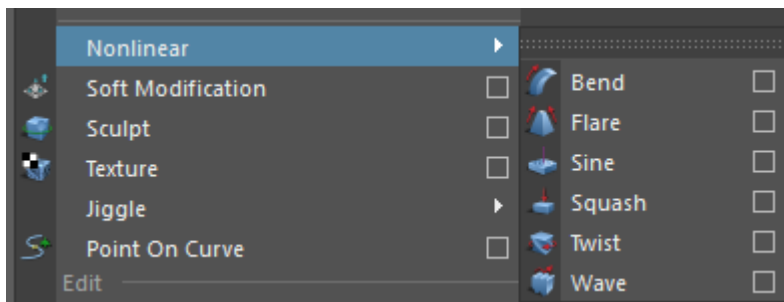 Nonlinear
Soft Modification
Sculpt
Texture
Jiggle
Point On Curve
Edit
Bend
Flare
Sine
Squash
Twist
Wave